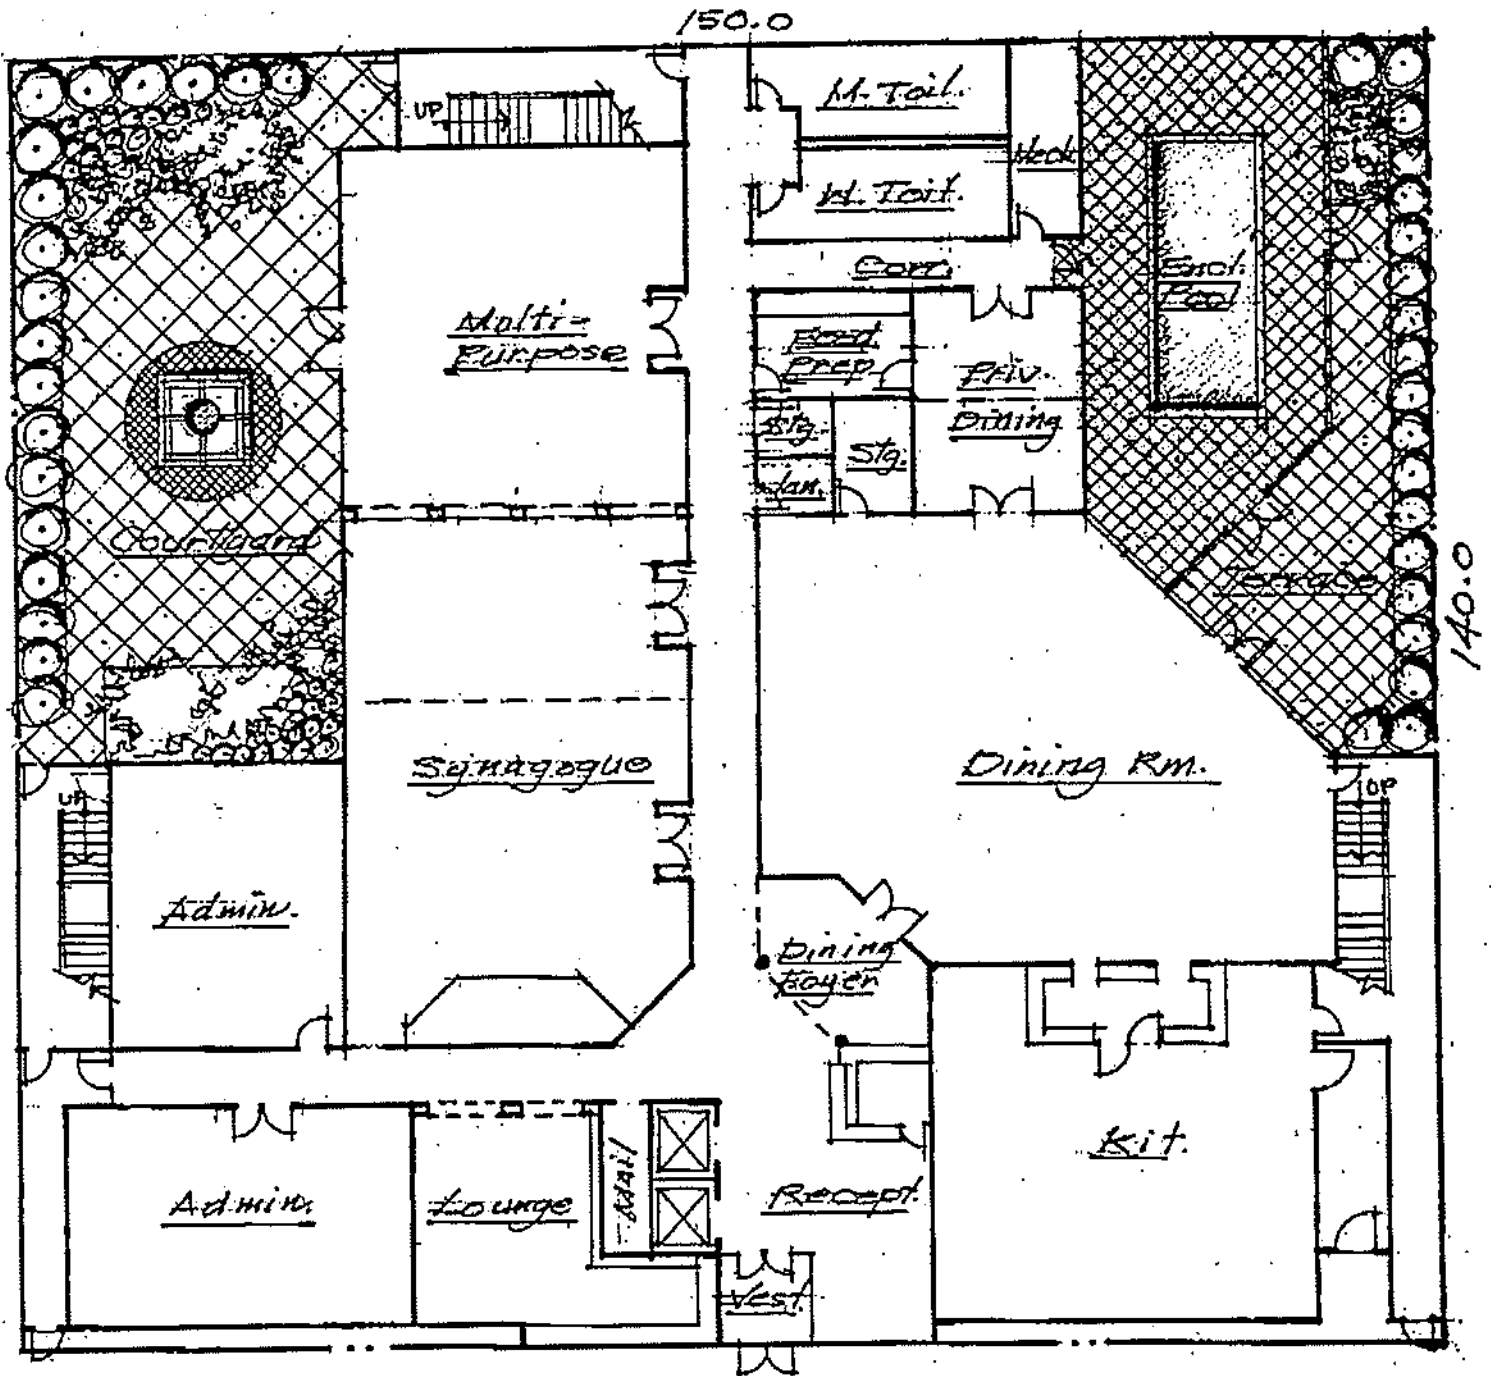 150.0
UP
M. Toil.
Mech.
W. Toil.
Corr.
Encl.
Pool
Multi-
Purpose
Food
Prep.
Priv.
Dining
Stg.
Stg.
Jan.
Courtyard
Terrace
140.0
Synagogue
Dining Rm.
UP
UP
Admin.
Dining
Foyer
Kit.
Mail
Admin.
Lounge
Recept.
Vest.